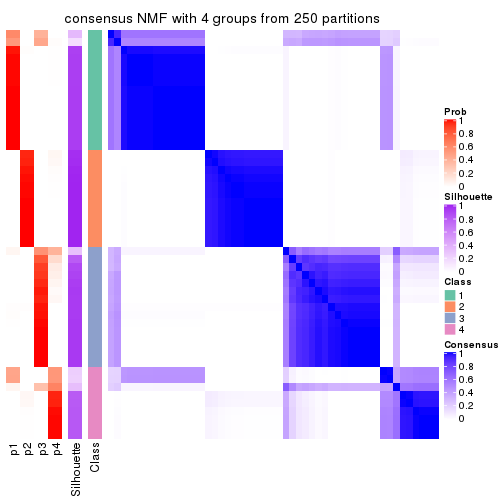 consensus NMF with 4 groups from 250 partitions
Prob
1
0.8
0.6
0.4
0.2
0
Silhouette
1
0.8
0.6
0.4
0.2
0
Class
1
2
3
4
Consensus
1
0.8
0.6
0.4
0.2
0
p1
p2
p3
p4
Silhouette
Class